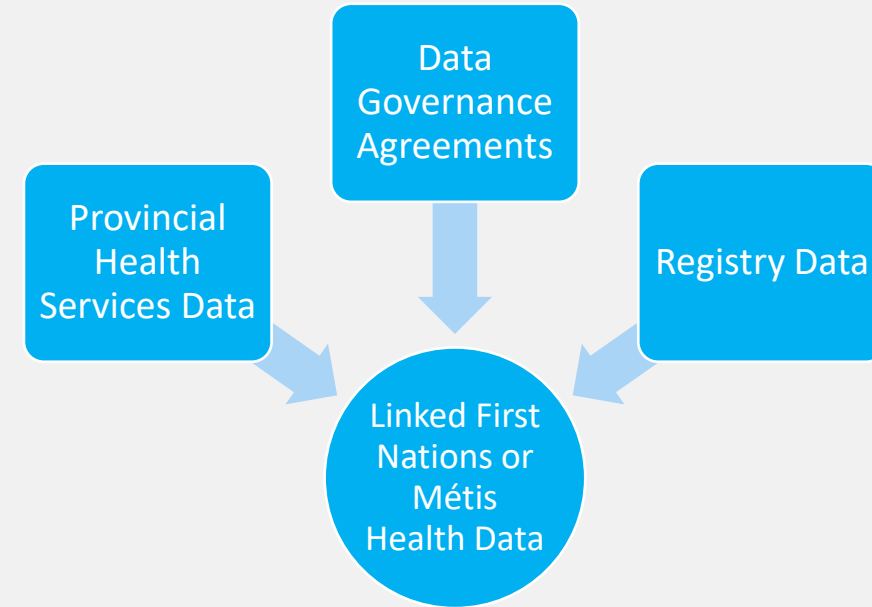 Data
Governance
Agreements
Provincial
Health
Services Data
Registry Data
Linked First
Nations or
Métis
Health Data